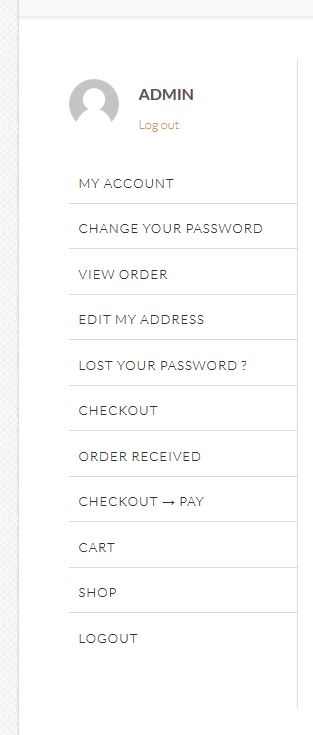 ADMIN
Log out
MY ACCOUNT
CHANGE YOUR PASSWORD
VIEW ORDER
EDIT MY ADDRESS
LOST YOUR PASSWORD ?
CHECKOUT
ORDER RECEIVED
CHECKOUT → PAY
CART
SHOP
LOGOUT